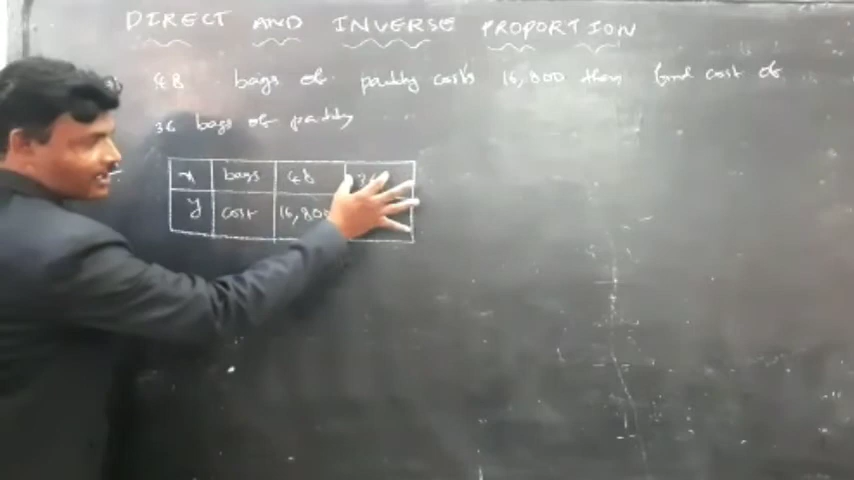 DIRECT AND INVERSE PROPORTION
48 bags of paddy costs 16,800 then find cost of
36 bags of paddy
x bags 48 36
y cost 16,800